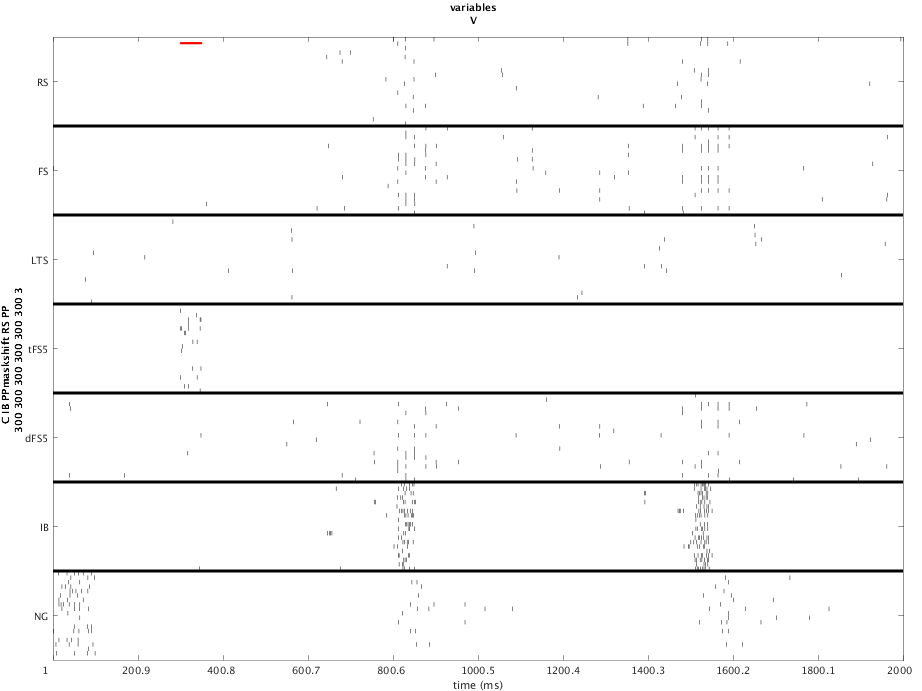 variables
V
C IB PPmaskshift RS PP
300 300 300 300 300 300 300 3
RS
FS
LTS
tFS5
dFS5
IB
NG
1 200.9 400.8 600.7 800.6 1000.5 1200.4 1400.3 1600.2 1800.1 2000
time (ms)